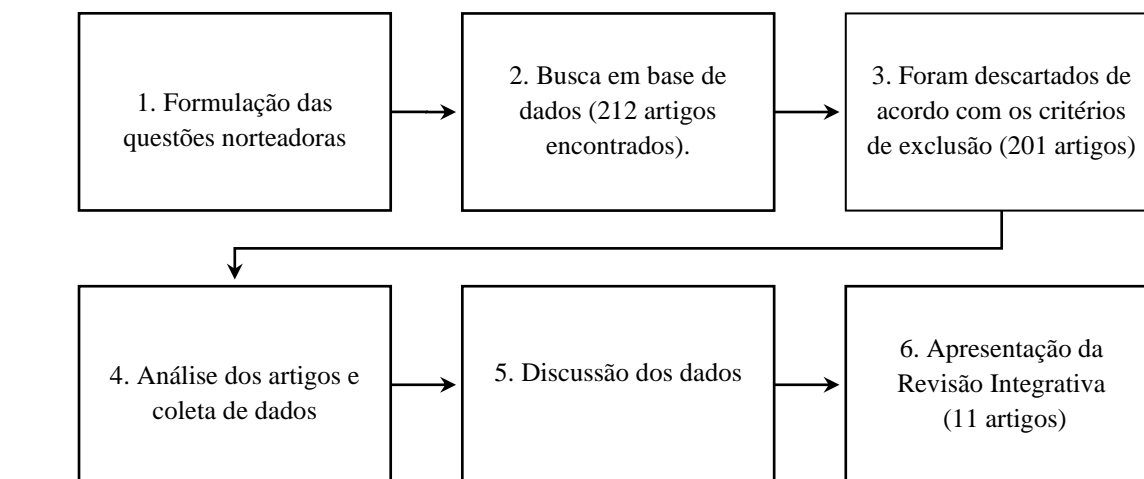 1. Formulação das
questões norteadoras
2. Busca em base de
dados (212 artigos
encontrados).
3. Foram descartados de
acordo com os critérios
de exclusão (201 artigos)
4. Análise dos artigos e
coleta de dados
5. Discussão dos dados
6. Apresentação da
Revisão Integrativa
(11 artigos)